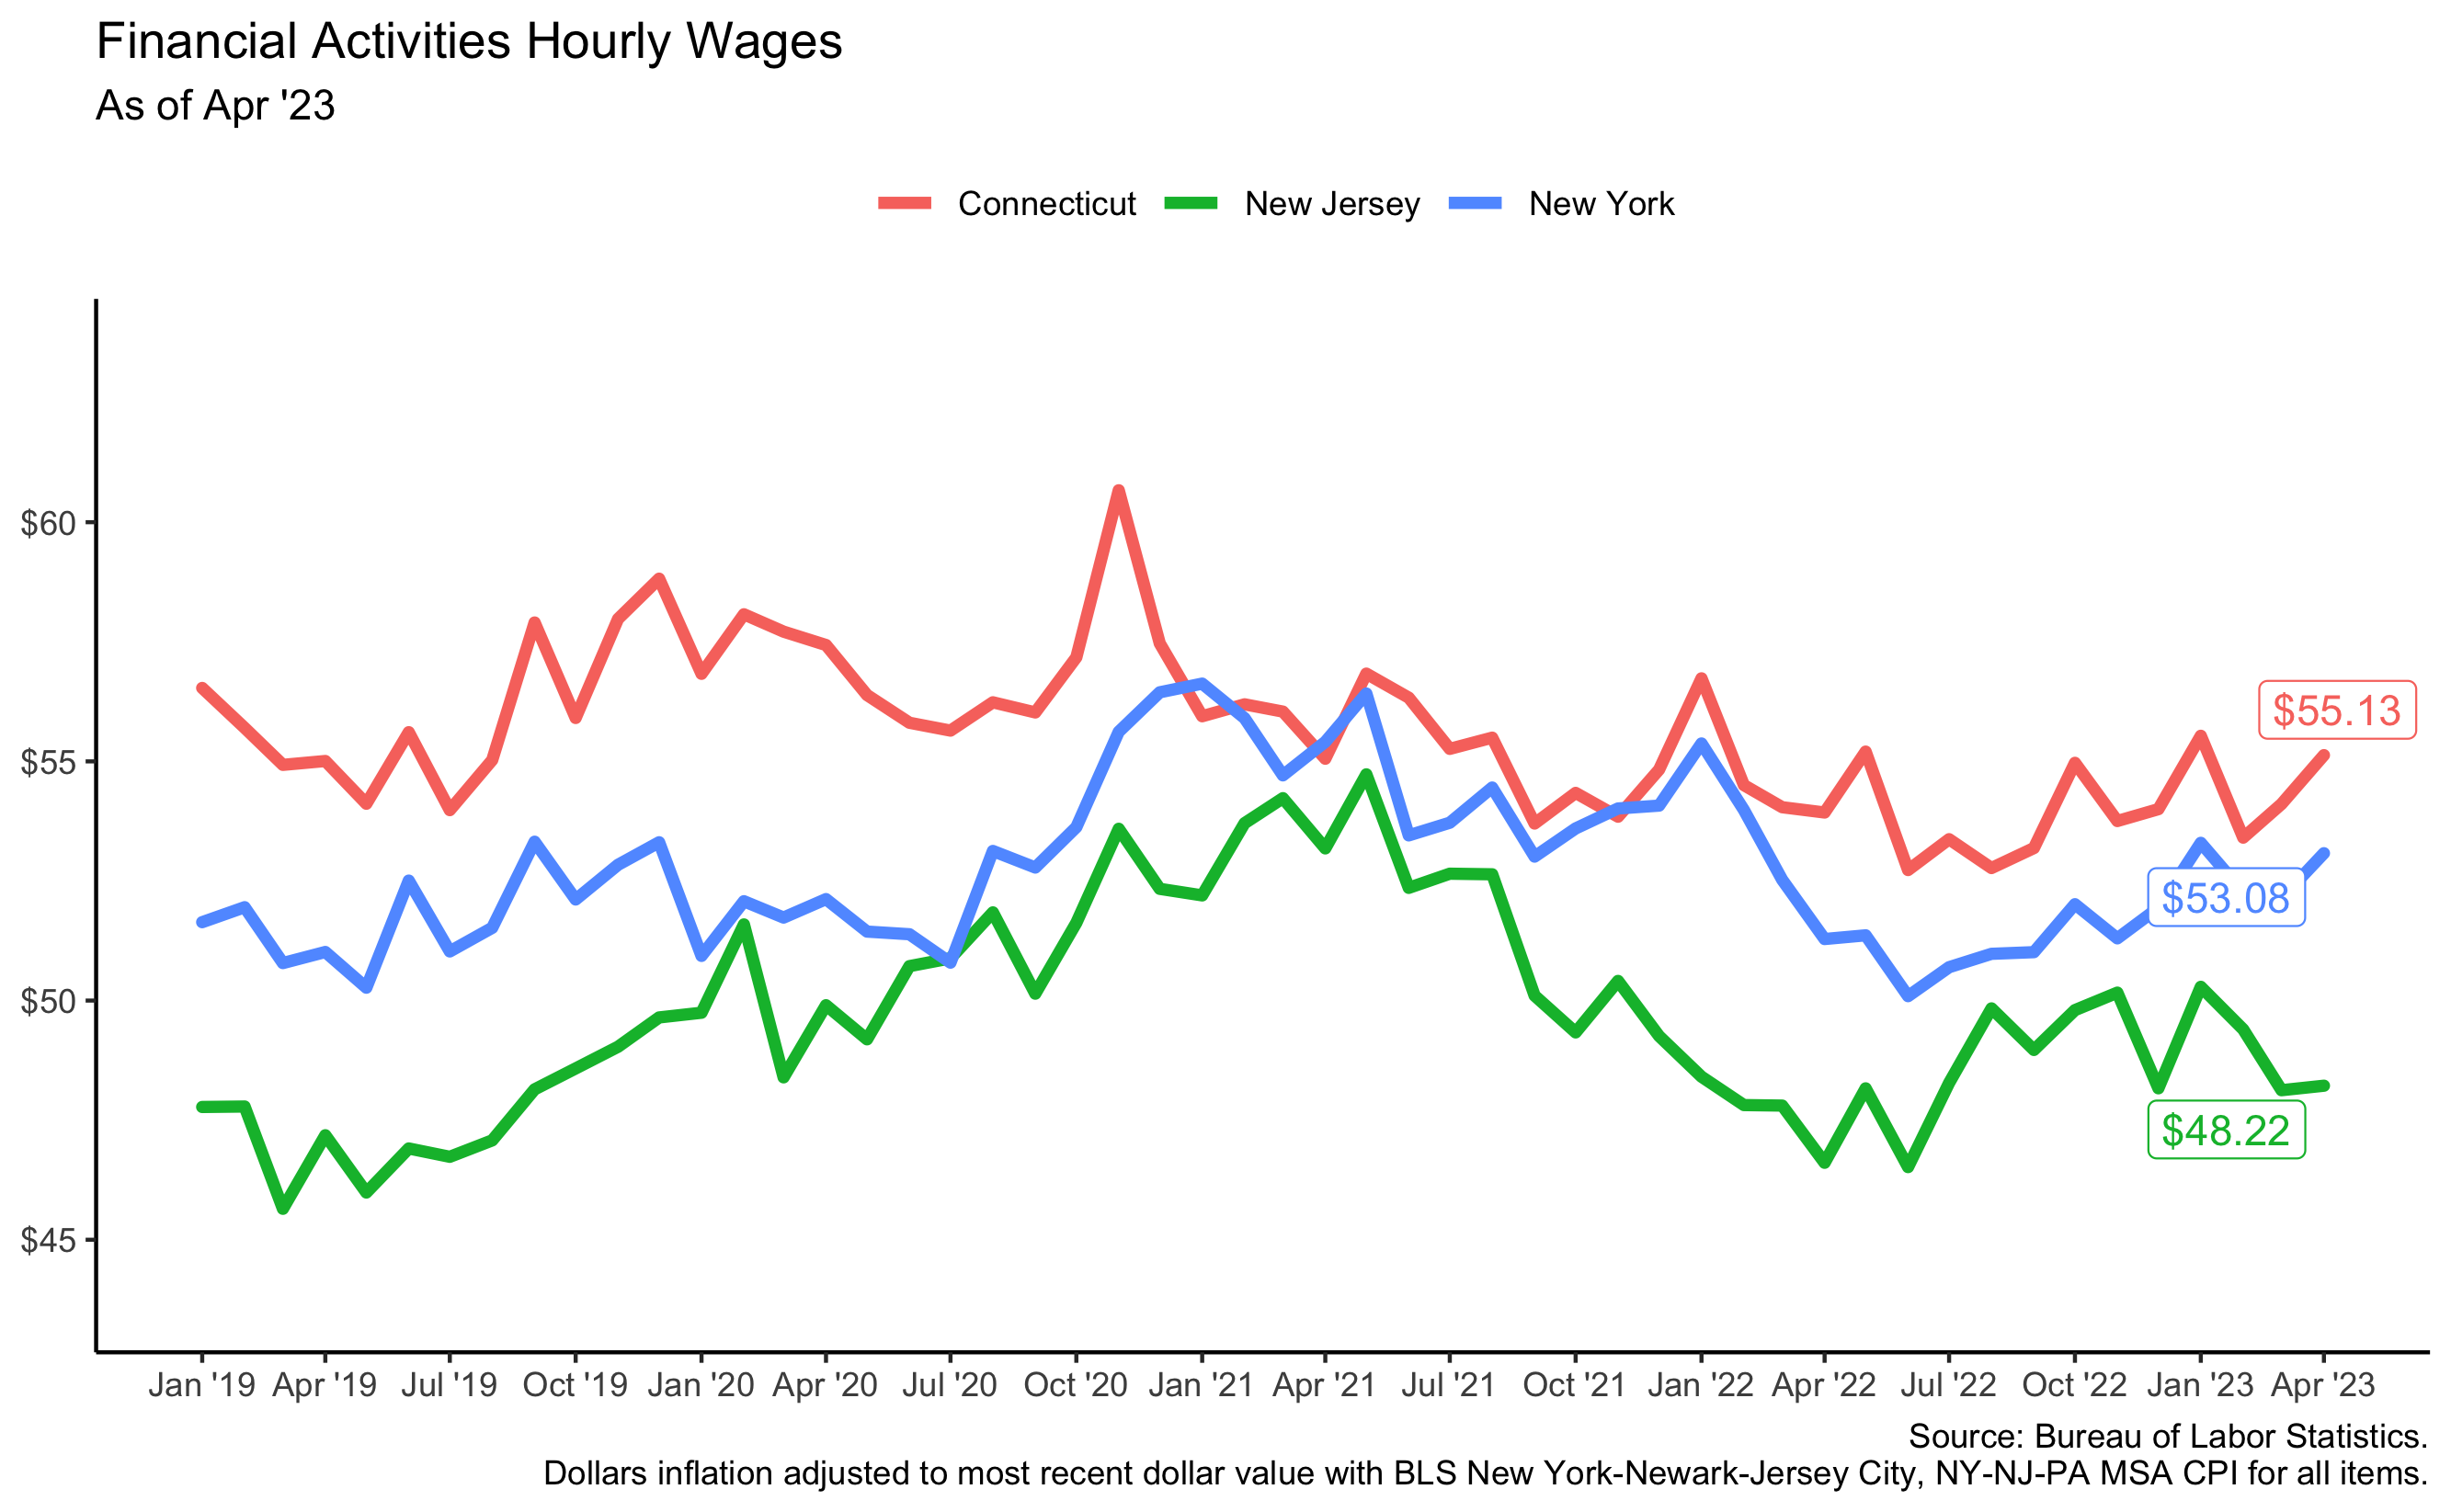 Financial Activities Hourly Wages
As of Apr '23
Connecticut New Jersey New York
$60
$55
$50
$45
$55.13
$53.08
$48.22
Jan '19 Apr '19 Jul '19 Oct '19 Jan '20 Apr '20 Jul '20 Oct '20 Jan '21 Apr '21 Jul '21 Oct '21 Jan '22 Apr '22 Jul '22 Oct '22 Jan '23 Apr '23
Source: Bureau of Labor Statistics.
Dollars inflation adjusted to most recent dollar value with BLS New York-Newark-Jersey City, NY-NJ-PA MSA CPI for all items.